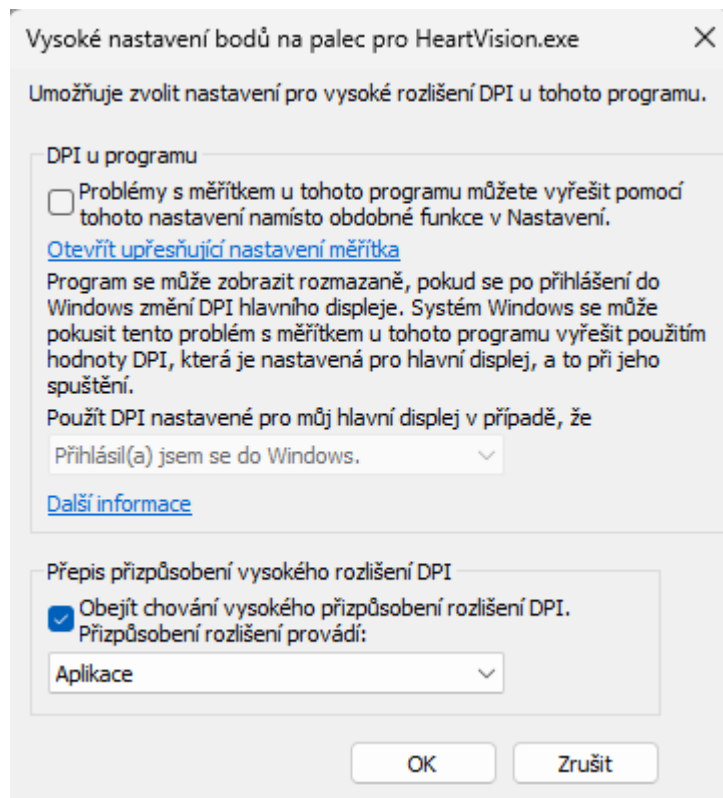 Vysoké nastavení bodů na palec pro HeartVision.exe
Umožňuje zvolit nastavení pro vysoké rozlišení DPI u tohoto programu.
DPI u programu
Problémy s měřítkem u tohoto programu můžete vyřešit pomocí
tohoto nastavení namísto obdobné funkce v Nastavení.
Otevřít upřesňující nastavení měřítka
Program se může zobrazit rozmazaně, pokud se po přihlášení do
Windows změní DPI hlavního displeje. Systém Windows se může
pokusit tento problém s měřítkem u tohoto programu vyřešit použitím
hodnoty DPI, která je nastavená pro hlavní displej, a to při jeho
spuštění.
Použít DPI nastavené pro můj hlavní displej v případě, že
Přihlásil(a) jsem se do Windows.
Další informace
Přepis přizpůsobení vysokého rozlišení DPI
Obejít chování vysokého přizpůsobení rozlišení DPI.
Přizpůsobení rozlišení provádí:
Aplikace
OK
Zrušit